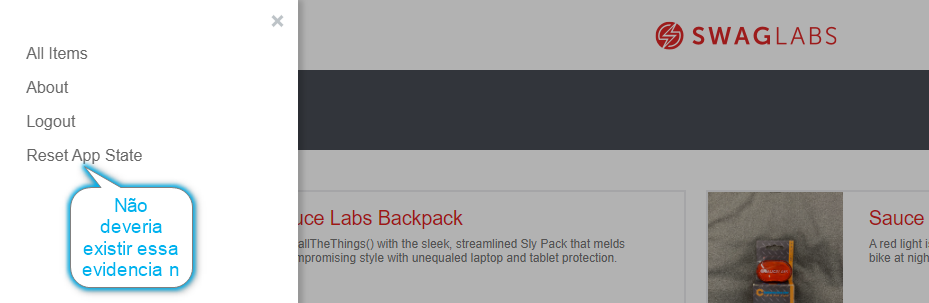 ×
SWAGLABS
All Items
About
Logout
Reset App State
Não
deveria
existir essa
evidencia n
uce Labs Backpack
allTheThings() with the sleek, streamlined Sly Pack that melds
mpromising style with unequaled laptop and tablet protection.
Sauce
A red light i
bike at nigh